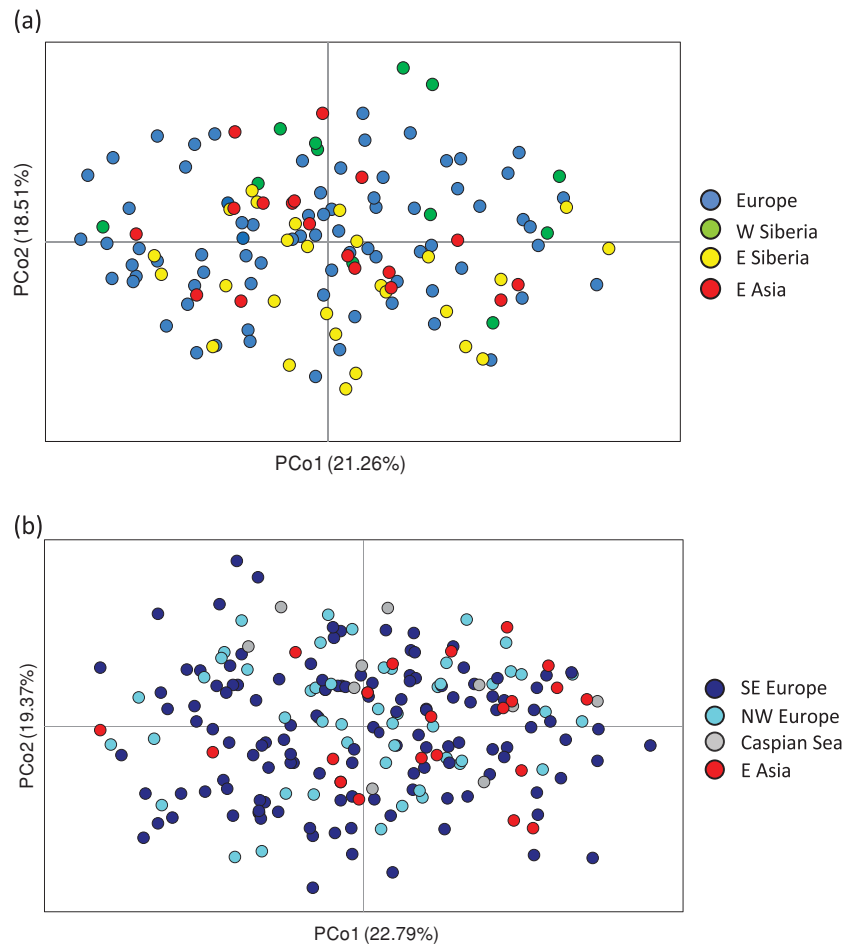 (a)
PCo2 (18.51%)
Europe
W Siberia
E Siberia
E Asia
PCo1 (21.26%)
(b)
PCo2 (19.37%)
SE Europe
NW Europe
Caspian Sea
E Asia
PCo1 (22.79%)